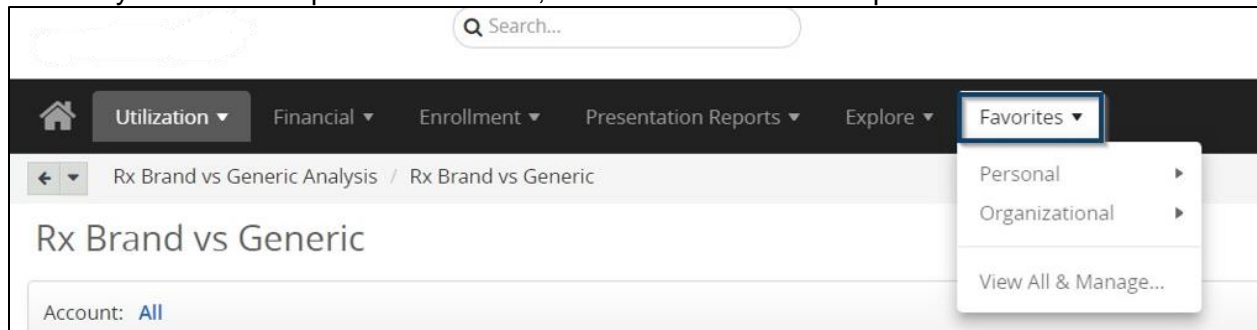 Search...
Utilization Financial Enrollment Presentation Reports Explore Favorites
Rx Brand vs Generic Analysis / Rx Brand vs Generic
Personal
Organizational
Rx Brand vs Generic
View All & Manage...
Account: All